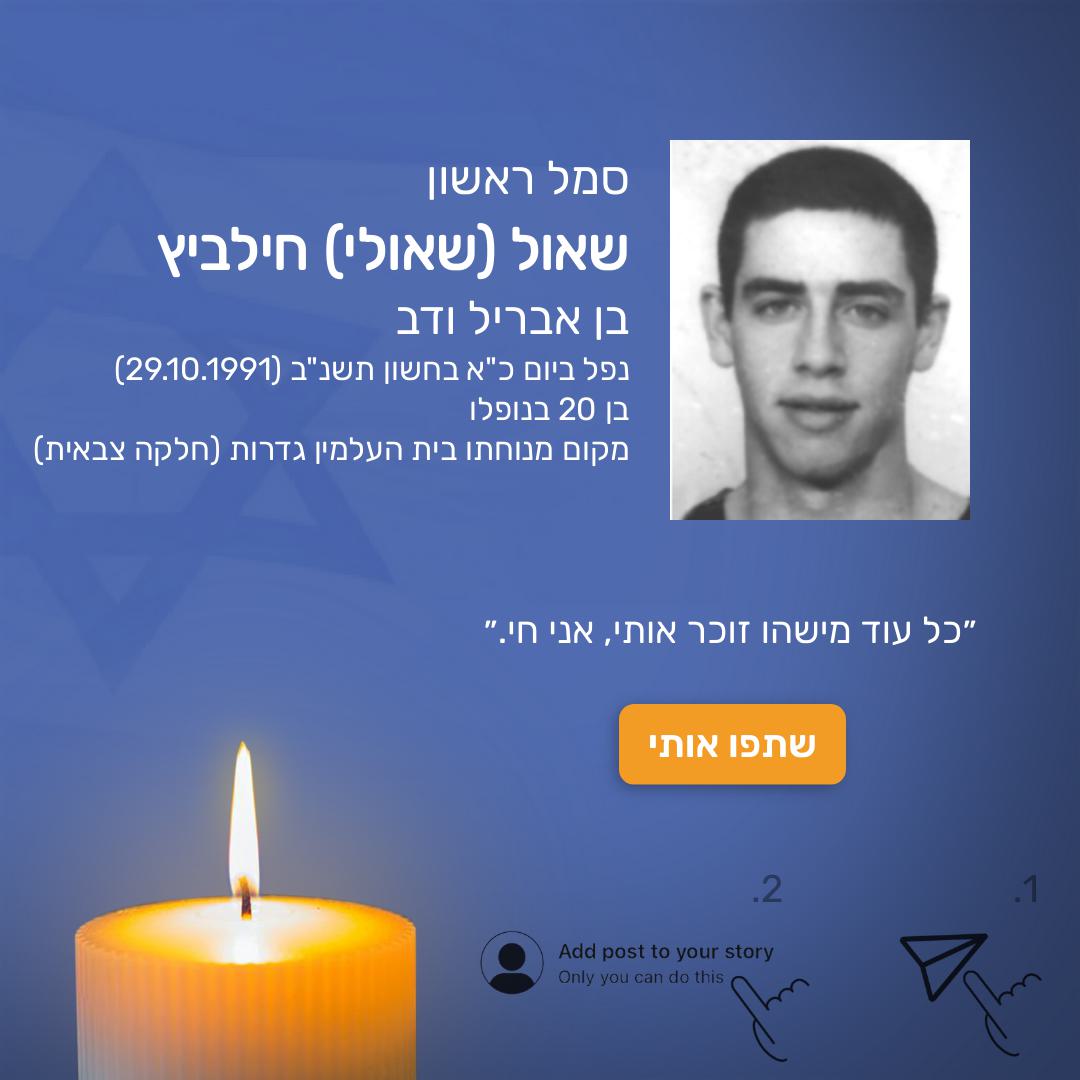 סמל ראשון
שאול (שאולי) חילביץ
בן אבריל ודב
נפל ביום כ"א בחשון תשנ"ב (29.10.1991)
בן 20 בנופלו
מקום מנוחתו בית העלמין גדרות (חלקה צבאית)
״כל עוד מישהו זוכר אותי, אני חי.״
שתפו אותי
1.
2.
Add post to your story
Only you can do this